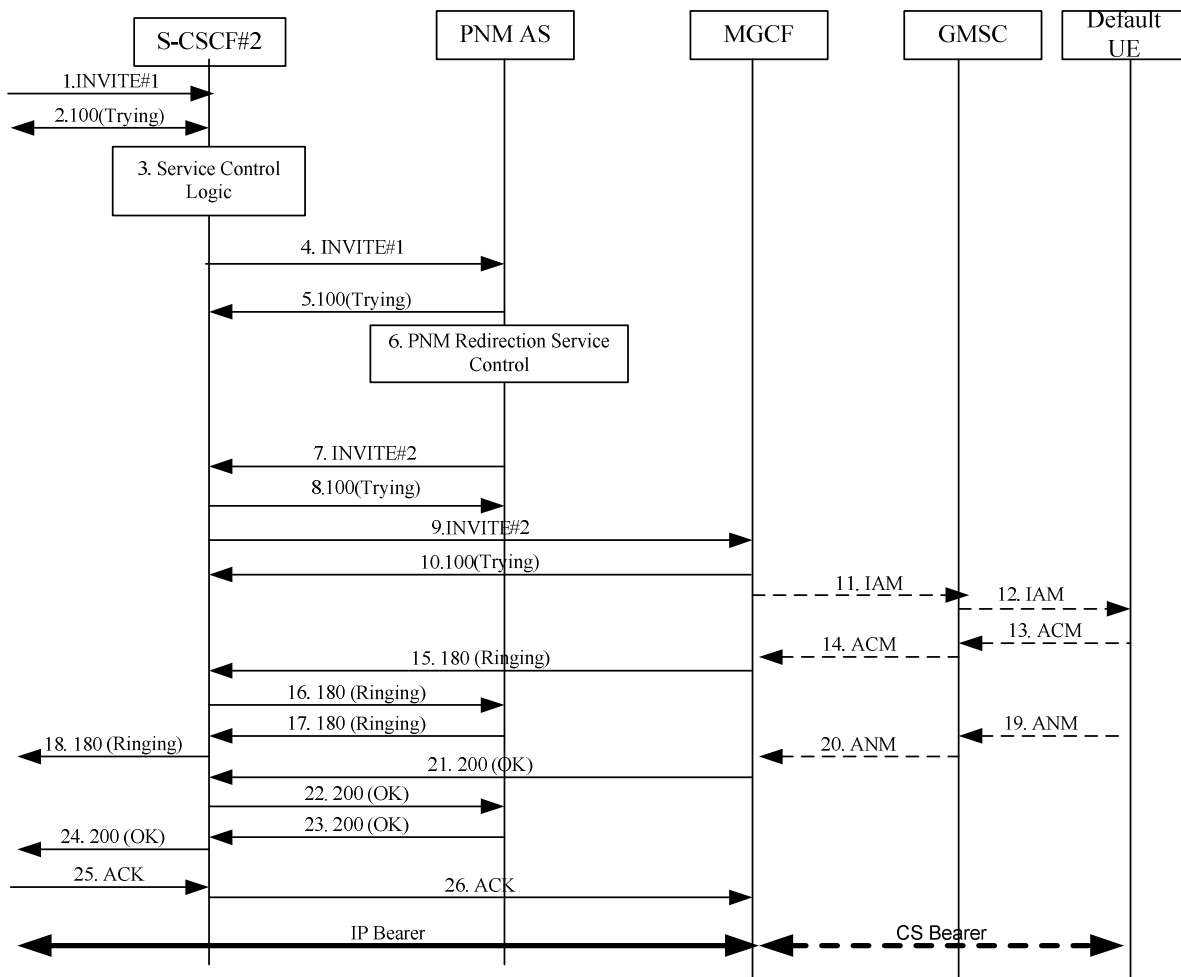 S-CSCF#2
PNM AS
MGCF
GMSC
Default
UE
1.INVITE#1
2.100(Trying)
3. Service Control
Logic
4. INVITE#1
5.100(Trying)
6. PNM Redirection Service
Control
7. INVITE#2
8.100(Trying)
9.INVITE#2
10.100(Trying)
11. IAM
12. IAM
13. ACM
14. ACM
15. 180 (Ringing)
16. 180 (Ringing)
17. 180 (Ringing)
18. 180 (Ringing)
19. ANM
20. ANM
21. 200 (OK)
22. 200 (OK)
23. 200 (OK)
24. 200 (OK)
25. ACK
26. ACK
IP Bearer
CS Bearer